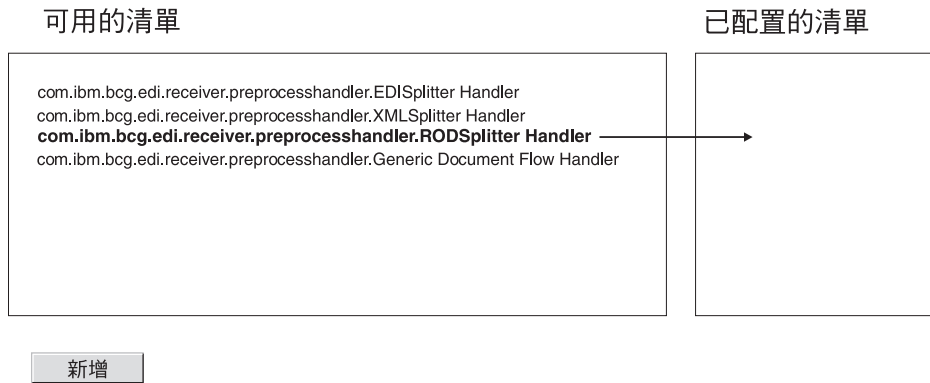 可用的清單
已配置的清單
com.ibm.bcg.edi.receiver.preprocesshandler.EDISplitter Handler
com.ibm.bcg.edi.receiver.preprocesshandler.XMLSplitter Handler
com.ibm.bcg.edi.receiver.preprocesshandler.RODSplitter Handler
com.ibm.bcg.edi.receiver.preprocesshandler.Generic Document Flow Handler
新增